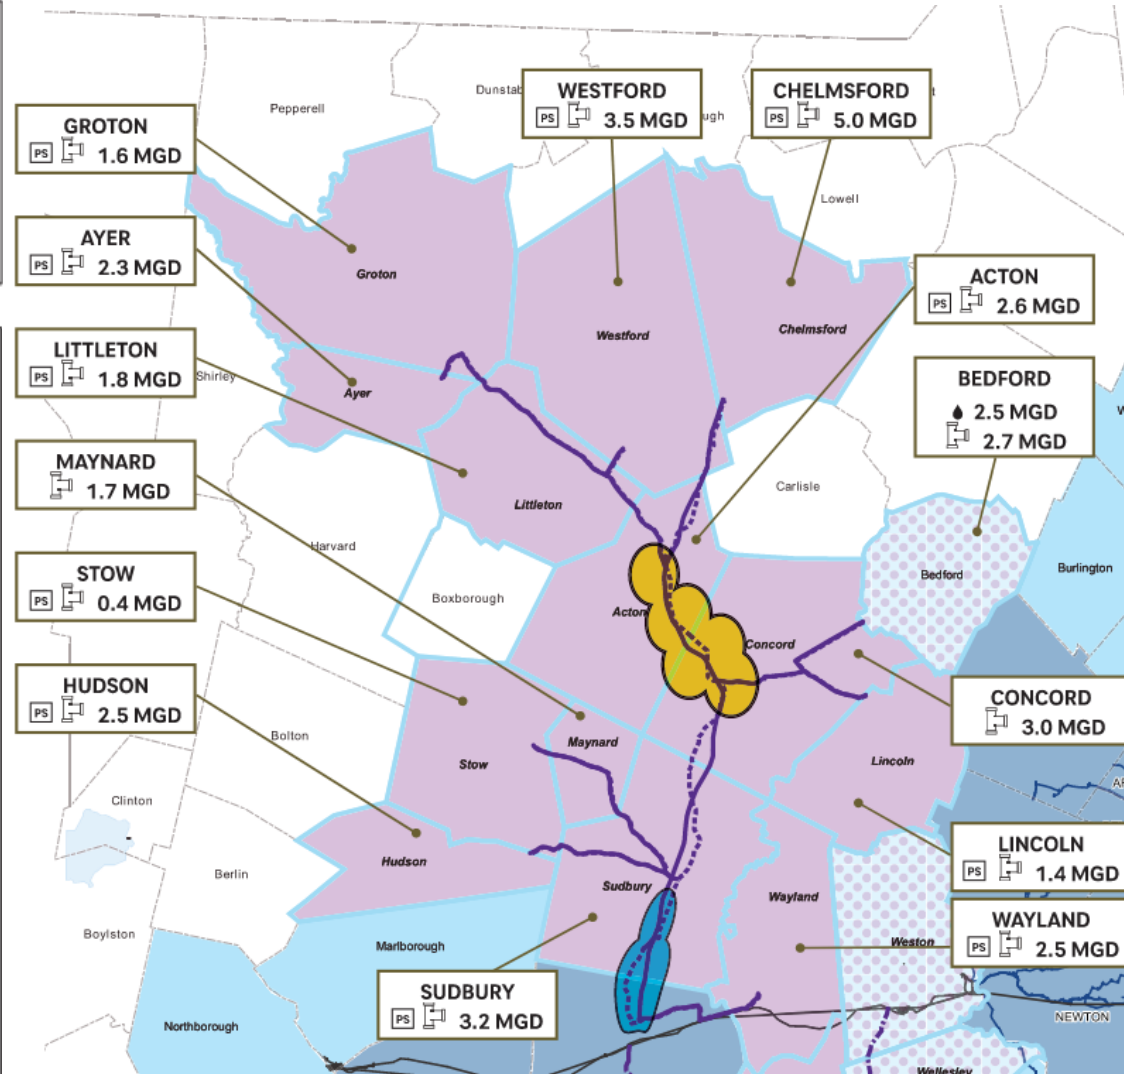 Pepperell
Dunstab
ugh
t
Lowell
GROTON
PS 1.6 MGD
WESTFORD
PS 3.5 MGD
CHELMSFORD
PS 5.0 MGD
AYER
PS 2.3 MGD
ACTON
PS 2.6 MGD
Groton
Westford
Chelmsford
LITTLETON
PS 1.8 MGD
Shirley
Ayer
BEDFORD
2.5 MGD
2.7 MGD
W
MAYNARD
1.7 MGD
Littleton
Carlisle
Harvard
Bedford
Burlington
STOW
PS 0.4 MGD
Boxborough
Acton
Concord
HUDSON
PS 2.5 MGD
CONCORD
3.0 MGD
Bolton
Stow
Maynard
Lincoln
Clinton
A
LINCOLN
PS 1.4 MGD
Berlin
Hudson
Sudbury
Wayland
WAYLAND
PS 2.5 MGD
Boylston
Marlborough
Weston
SUDBURY
PS 3.2 MGD
Northborough
NEWTON
Wellesley